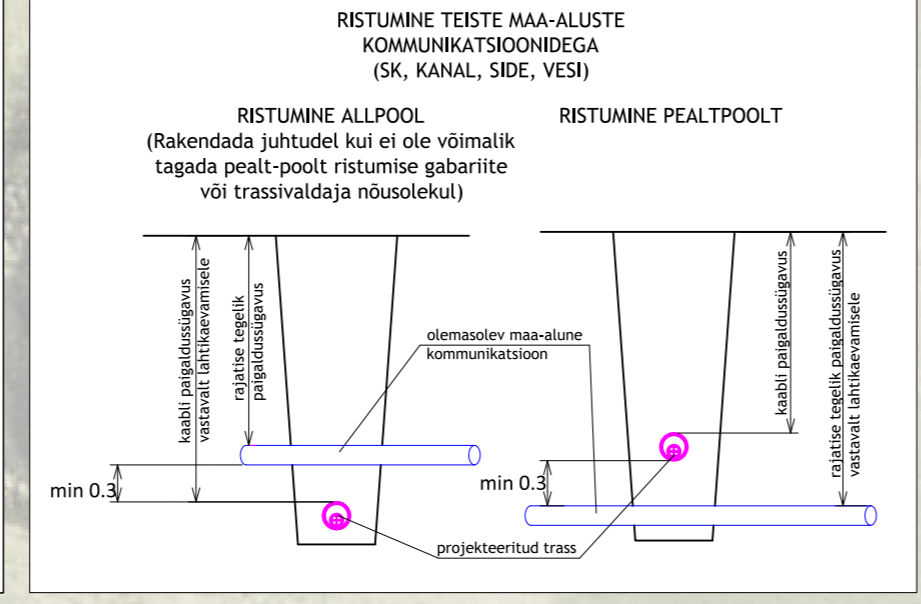 RISTUMINE TEISTE MAA-ALUSTE
KOMMUNIKATSIOONIDEGA
(SK, KANAL, SIDE, VESI)
RISTUMINE ALLPOOL
(Rakendada juhtudel kui ei ole võimalik
tagada pealt-poolt ristumise gabariite
või trassivaldaja nõusolekul)
RISTUMINE PEALTPOOLT
kaabli paigaldussügavus
vastavalt lahtikaevamisele
rajatise tegelik
paigaldussügavus
olemasolev maa-alune
kommunikatsioon
kaabli paigaldussügavus
rajatise tegelik paigaldussügavus
vastavalt lahtikaevamisele
min 0.3
min 0.3
projekteeritud trass